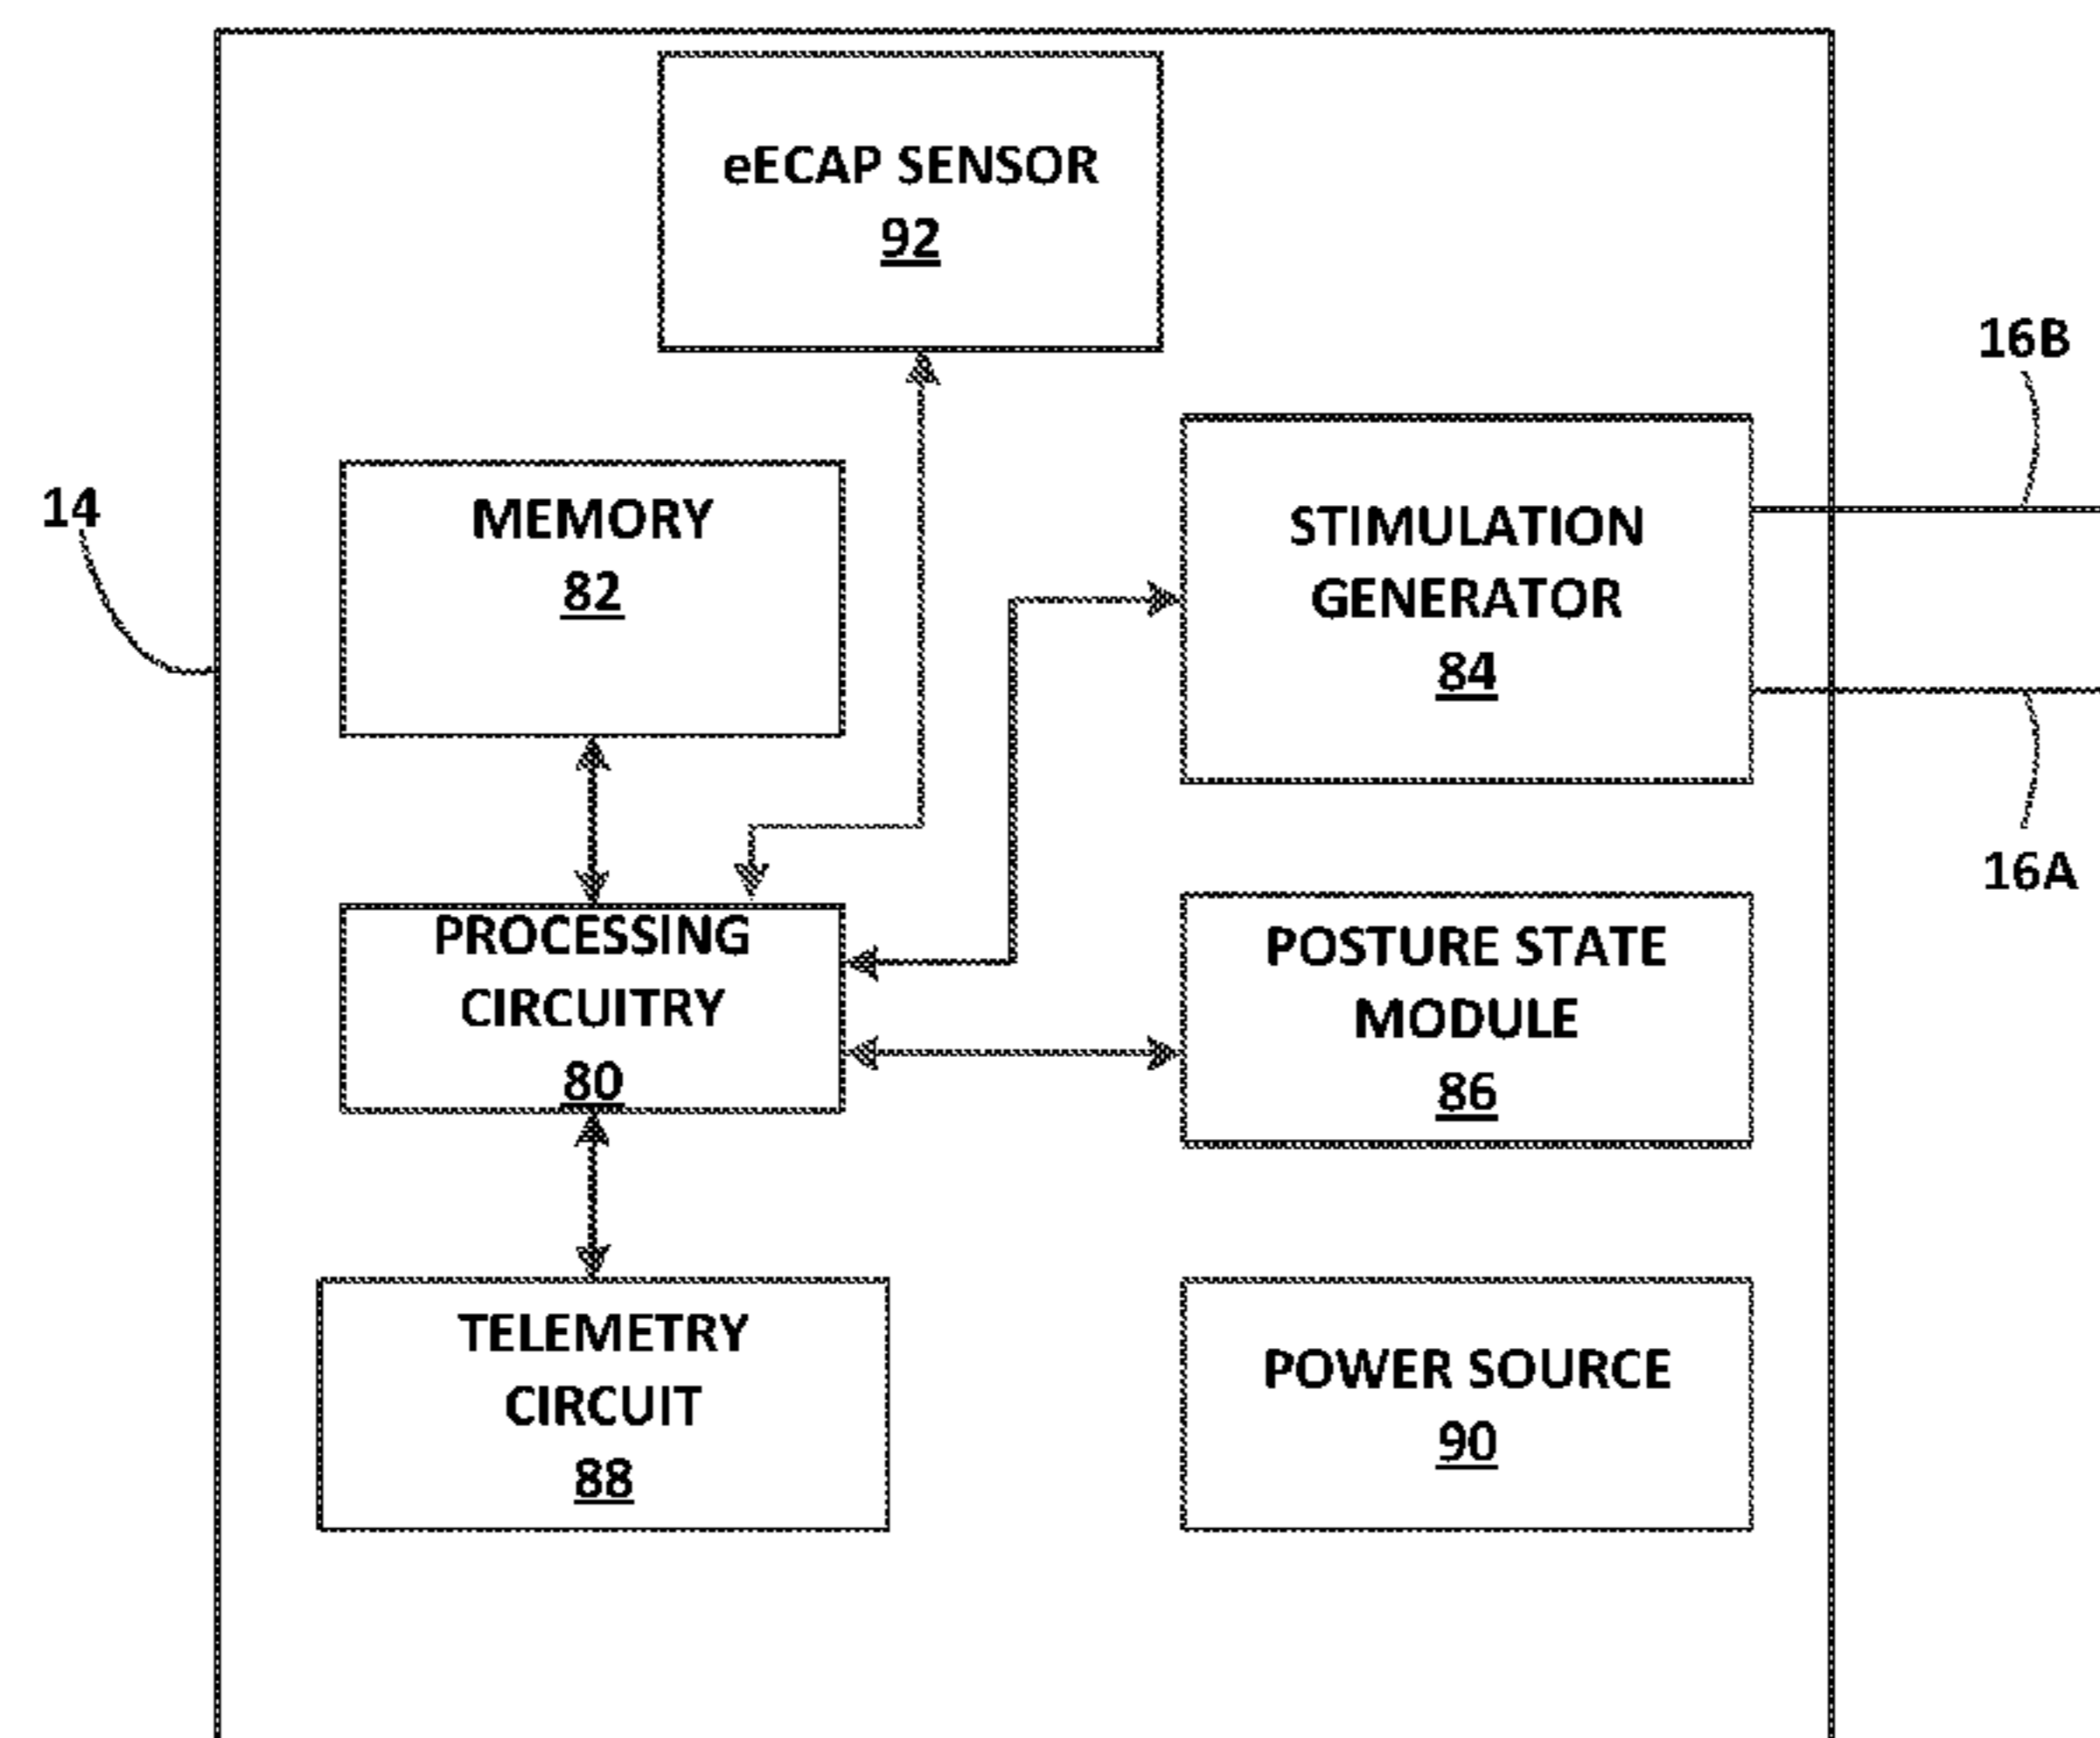 eECAP SENSOR
92
16B
14
MEMORY
82
STIMULATION
GENERATOR
84
16A
PROCESSING
CIRCUITRY
80
POSTURE STATE
MODULE
86
TELEMETRY
CIRCUIT
88
POWER SOURCE
90